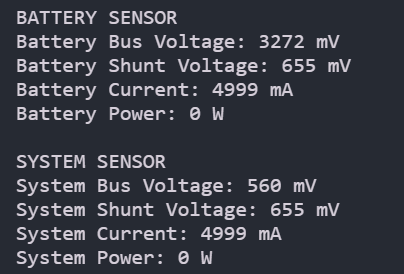 BATTERY SENSOR
Battery Bus Voltage: 3272 mV
Battery Shunt Voltage: 655 mV
Battery Current: 4999 mA
Battery Power: 0 W
SYSTEM SENSOR
System Bus Voltage: 560 mV
System Shunt Voltage: 655 mV
System Current: 4999 mA
System Power: 0 W